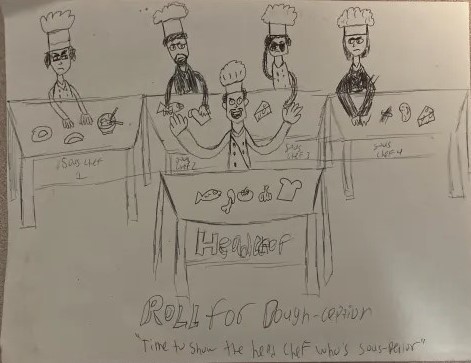 Sous Chef
1
Sous
Chef 2
Sous
Chef 3
Sous
Chef 4
Head Chef
Roll for Dough-ception
"Time to show the head chef who's sous-perior"